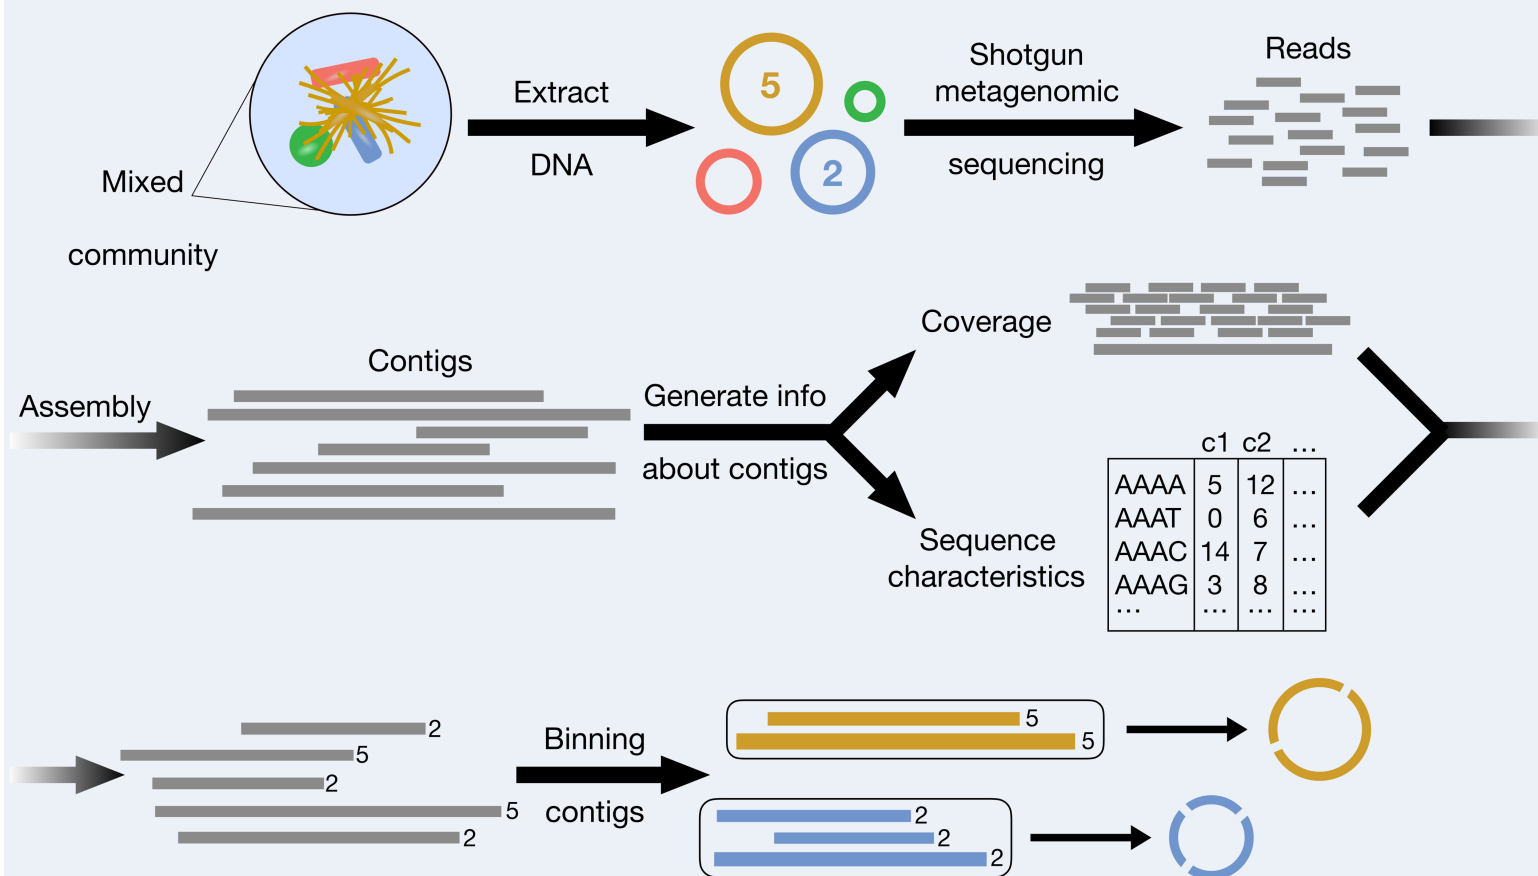 Mixed
community
Extract
DNA
5
2
Shotgun
metagenomic
sequencing
Reads
Assembly
Contigs
Generate info
about contigs
Coverage
Sequence
characteristics
c1 c2 ...
AAAA 5 12 ...
AAAT 0 6 ...
AAAC 14 7 ...
AAAG 3 8 ...
... ... ... ...
2
5
2
5
2
Binning
contigs
5
5
2
2
2